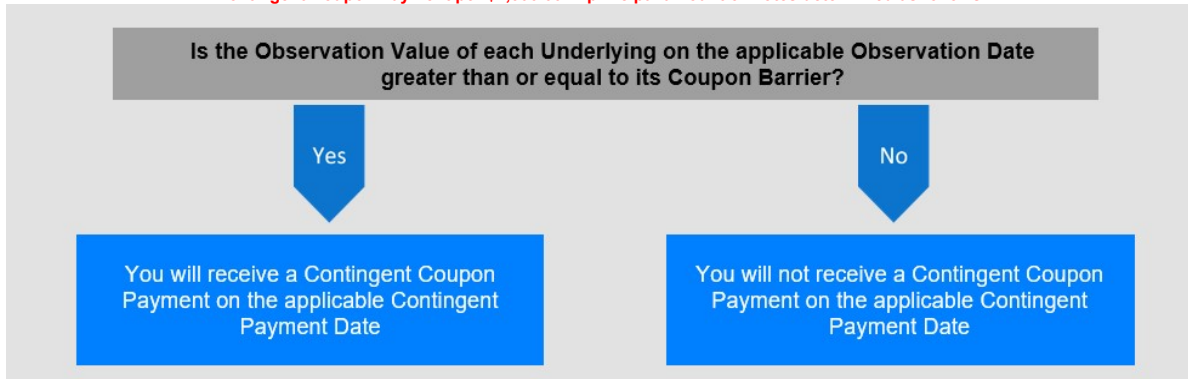 Is the Observation Value of each Underlying on the applicable Observation Date
greater than or equal to its Coupon Barrier?
Yes
No
You will receive a Contingent Coupon
Payment on the applicable Contingent
Payment Date
You will not receive a Contingent Coupon
Payment on the applicable Contingent
Payment Date